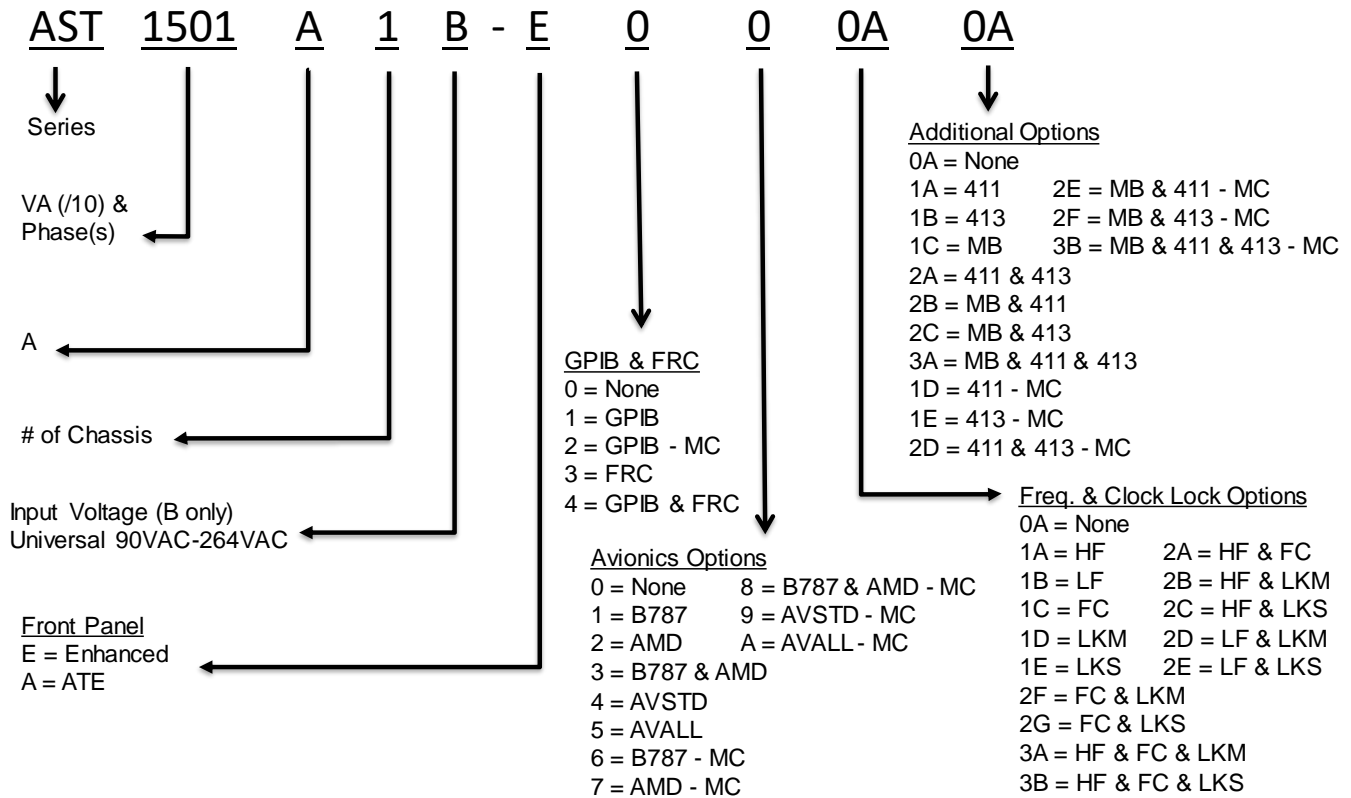 AST 1501 A 1 B - E 0 0 0A 0A
Series
VA (/10) &
Phase(s)
A
# of Chassis
Input Voltage (B only)
Universal 90VAC-264VAC
Front Panel
E = Enhanced
A = ATE
GPIB & FRC
0 = None
1 = GPIB
2 = GPIB - MC
3 = FRC
4 = GPIB & FRC
Avionics Options
0 = None 8 = B787 & AMD - MC
1 = B787 9 = AVSTD - MC
2 = AMD A = AVALL - MC
3 = B787 & AMD
4 = AVSTD
5 = AVALL
6 = B787 - MC
7 = AMD - MC
Additional Options
0A = None
1A = 411 2E = MB & 411 - MC
1B = 413 2F = MB & 413 - MC
1C = MB 3B = MB & 411 & 413 - MC
2A = 411 & 413
2B = MB & 411
2C = MB & 413
3A = MB & 411 & 413
1D = 411 - MC
1E = 413 - MC
2D = 411 & 413 - MC
Freq. & Clock Lock Options
0A = None
1A = HF 2A = HF & FC
1B = LF 2B = HF & LKM
1C = FC 2C = HF & LKS
1D = LKM 2D = LF & LKM
1E = LKS 2E = LF & LKS
2F = FC & LKM
2G = FC & LKS
3A = HF & FC & LKM
3B = HF & FC & LKS